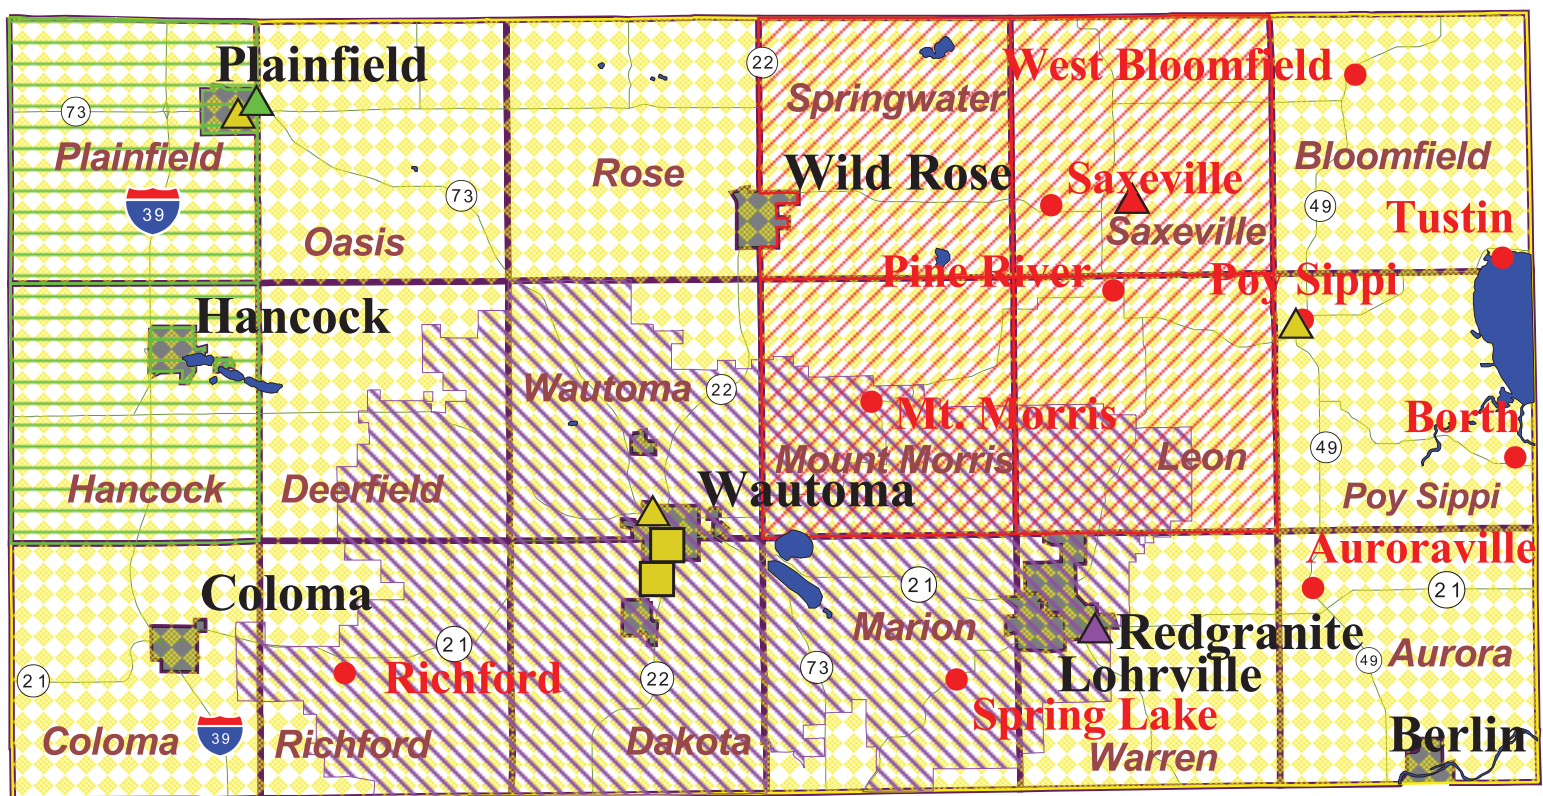 Plainfield
22
West Bloomfield
Springwater
73
Plainfield
Bloomfield
Rose
Wild Rose
Saxeville
73
39
49
Tustin
Oasis
Saxeville
Pine River
Poy Sippi
Hancock
Wautoma
22
Mt. Morris
Borth
49
Mount Morris
Leon
Hancock
Deerfield
Wautoma
Poy Sippi
Auroraville
Coloma
21
21
Marion
Redgranite
21
Aurora
49
Lohrville
Richford
22
73
21
Spring Lake
Coloma
39
Richford
Dakota
Berlin
Warren